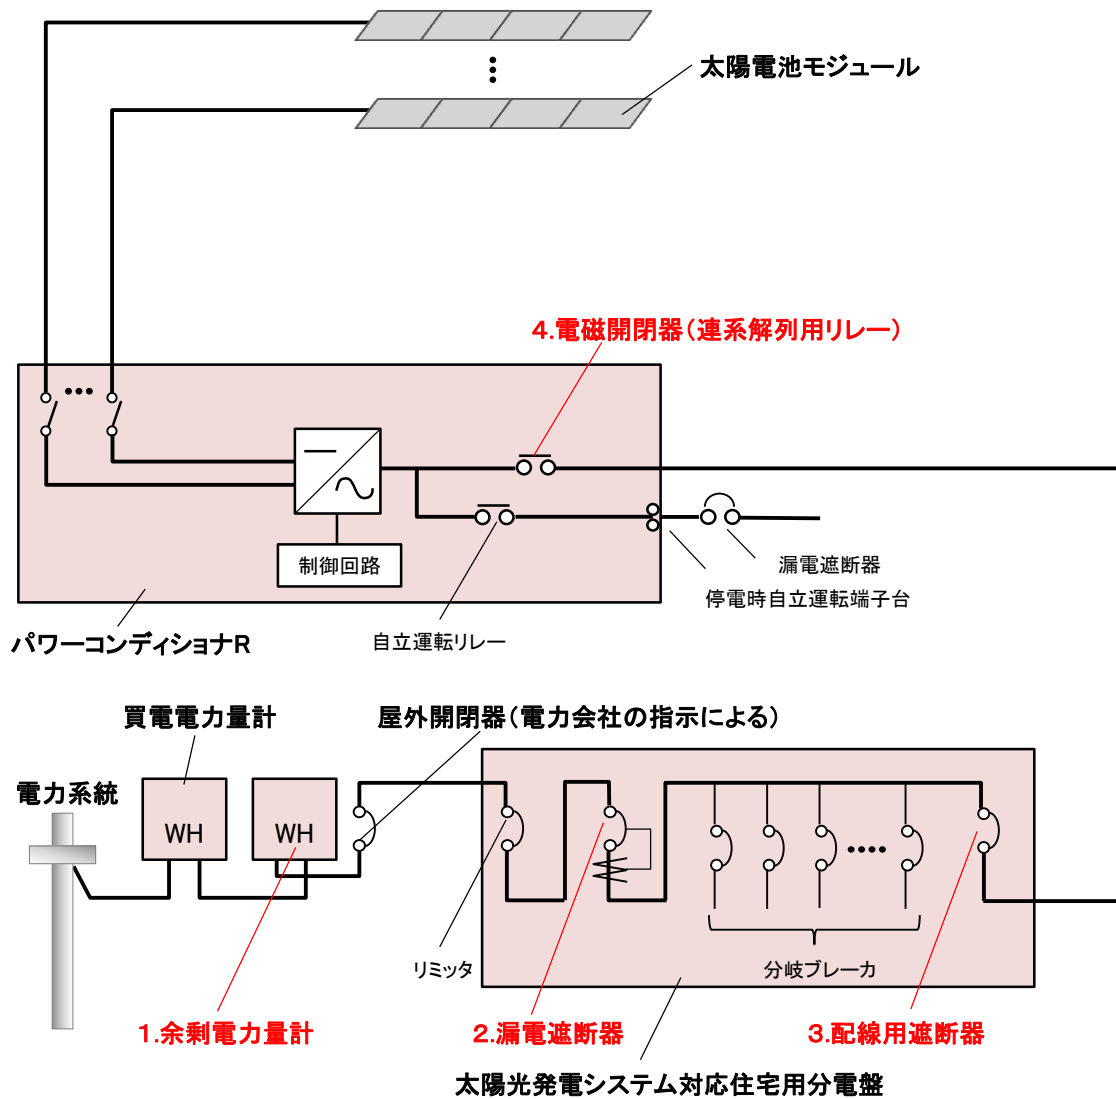 太陽電池モジュール
4.電磁開閉器（連系解列用リレー）
漏電遮断器
制御回路
停電時自立運転端子台
自立運転リレー
パワーコンディショナR
買電電力量計
屋外開閉器（電力会社の指示による）
電力系統
WH
WH
リミッタ
分岐ブレーカ
1.余剰電力量計
2.漏電遮断器
3.配線用遮断器
太陽光発電システム対応住宅用分電盤